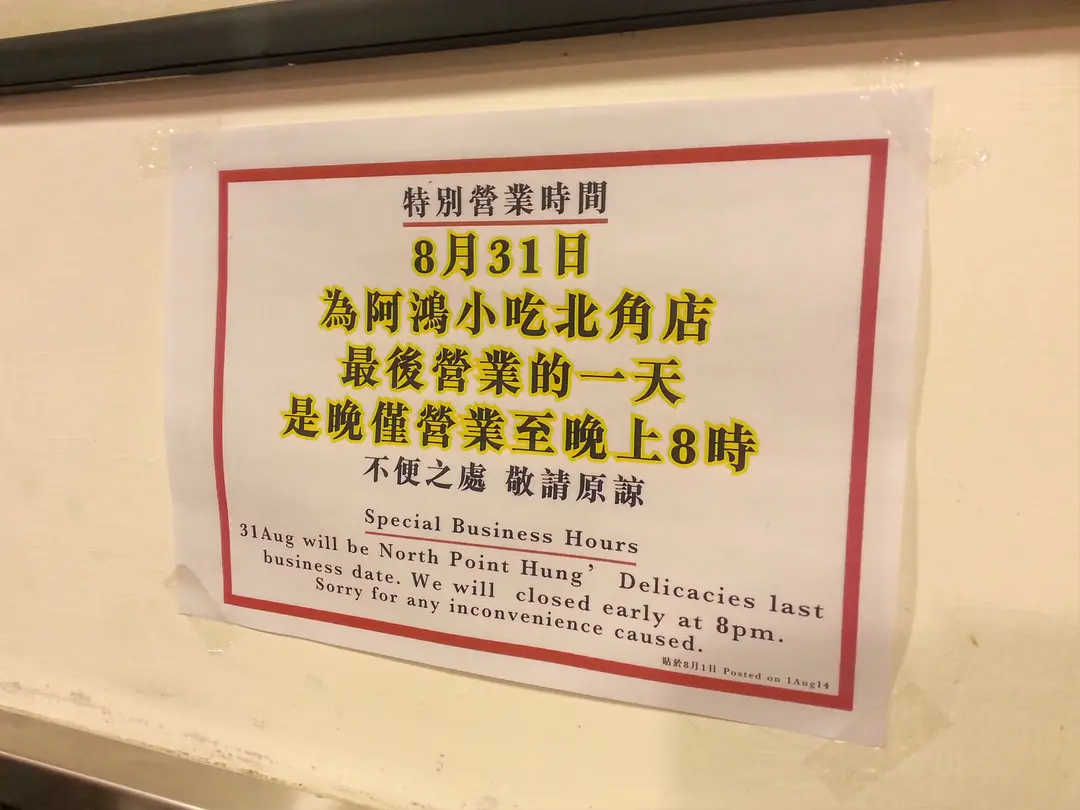 特別營業時間
8月31日
為阿鴻小吃北角店
最後營業的一天
是晚僅營業至晚上8時
不便之處 敬請原諒
Special Business Hours
31Aug will be North Point Hung’ Delicacies last
business date. We will closed early at 8pm.
Sorry for any inconvenience caused.
貼於8月1日 Posted on 1Aug14